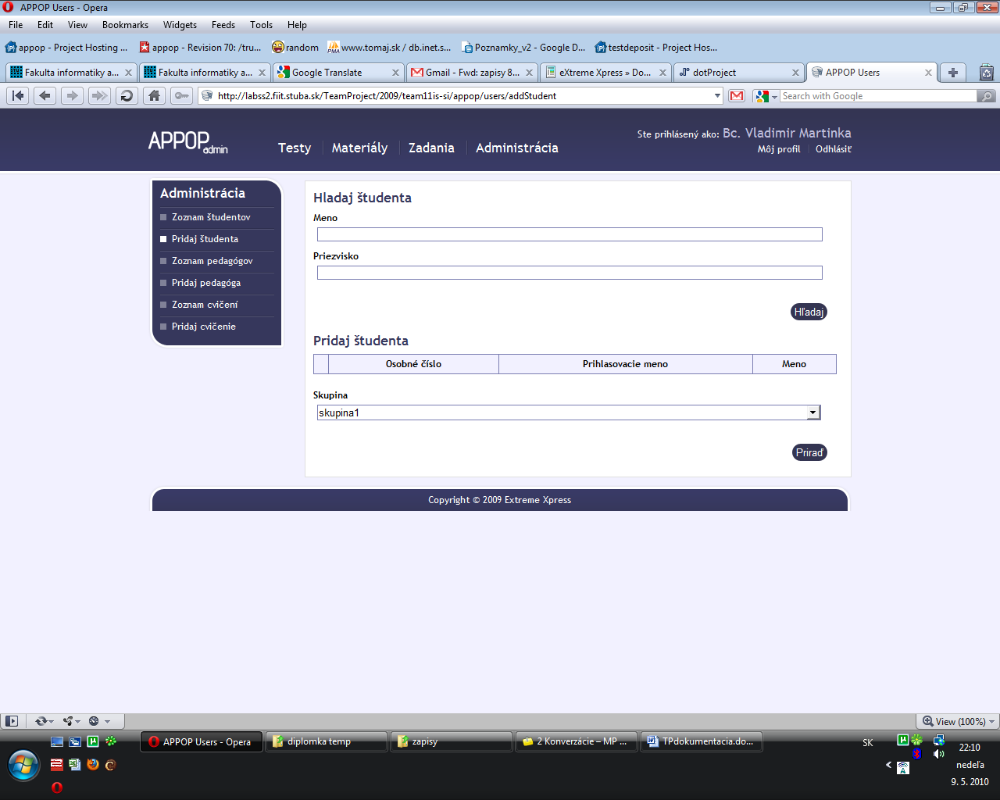 APPOP Users - Opera
File Edit View Bookmarks Widgets Feeds Tools Help
appop - Project Hosting ... appop - Revision 70: /tru... random www.tomaj.sk / db.inet.s... Poznamky_v2 - Google D... testdeposit - Project Hos...
Fakulta informatiky a... Fakulta informatiky a... Google Translate Gmail - Fwd: zapisy 8... eXtreme Xpress » Do... dotProject APPOP Users
http://labss2.fiit.stuba.sk/TeamProject/2009/team11is-si/appop/users/addStudent Search with Google
APPOP admin
Testy Materiály Zadania Administrácia
Ste prihlásený ako: Bc. Vladimír Martinka
Môj profil Odhlásiť
Administrácia
Zoznam študentov
Pridaj študenta
Zoznam pedagógov
Pridaj pedagóga
Zoznam cvičení
Pridaj cvičenie
Hladaj študenta
Meno
Priezvisko
Hľadaj
Pridaj študenta
Osobné číslo Prihlasovacie meno Meno
Skupina
skupina1
Priraď
Copyright © 2009 Extreme Xpress
View (100%)
APPOP Users - Opera diplomka temp zapisy 2 Konverzácie – MP ... TPdokumentacia.do... SK
22:10
nedeľa
9. 5. 2010